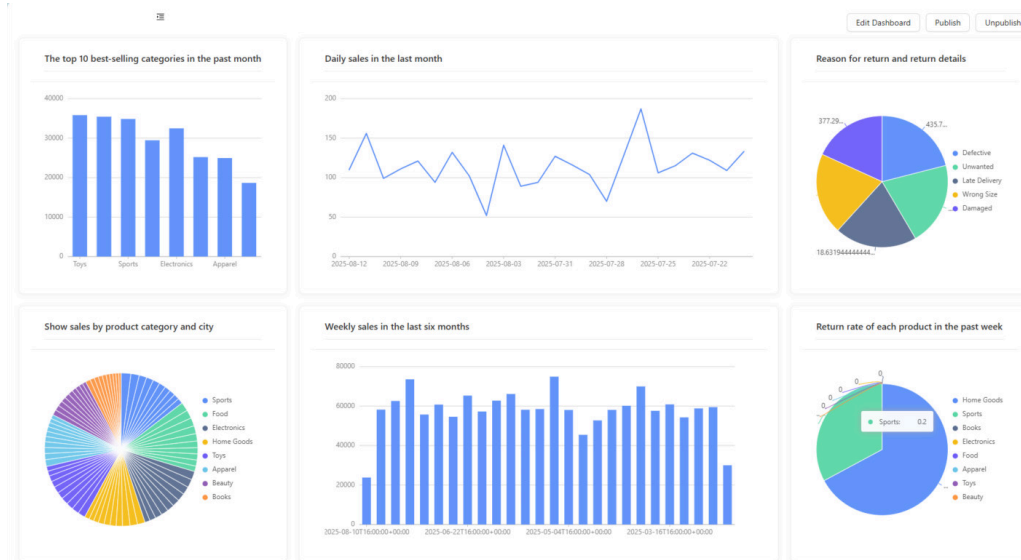 Edit Dashboard
Publish
Unpublish
The top 10 best-selling categories in the past month
40000
30000
20000
10000
0
Toys
Sports
Electronics
Apparel
Daily sales in the last month
200
150
100
50
0
2025-08-12
2025-08-09
2025-08-06
2025-08-03
2025-07-31
2025-07-28
2025-07-25
2025-07-22
Reason for return and return details
377.29...
435.7...
18.631944444444...
Defective
Unwanted
Late Delivery
Wrong Size
Damaged
Show sales by product category and city
Sports
Food
Electronics
Home Goods
Toys
Apparel
Beauty
Books
Weekly sales in the last six months
80000
60000
40000
20000
0
2025-08-10T16:00:00+00:00
2025-06-22T16:00:00+00:00
2025-05-04T16:00:00+00:00
2025-03-16T16:00:00+00:00
Return rate of each product in the past week
0
0
0
0
0
Sports: 0.2
Home Goods
Sports
Books
Electronics
Food
Apparel
Toys
Beauty